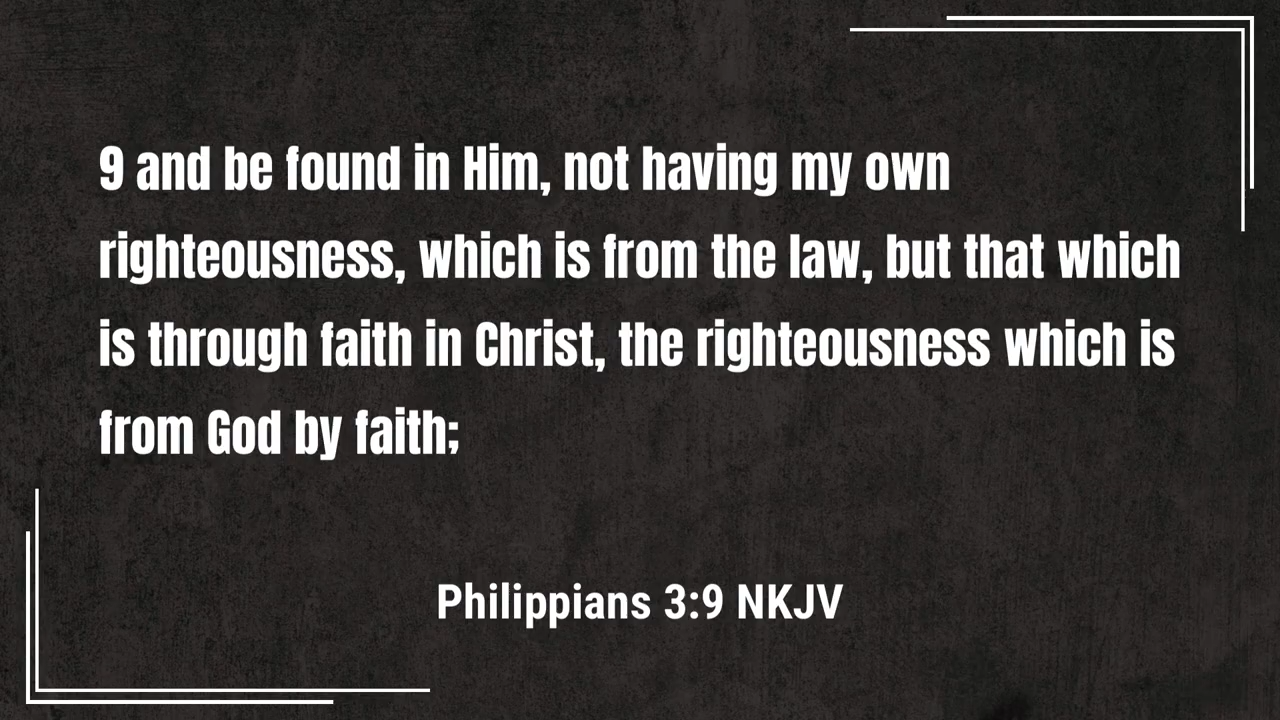 9 and be found in Him, not having my own
righteousness, which is from the law, but that which
is through faith in Christ, the righteousness which is
from God by faith;
Philippians 3:9 NKJV